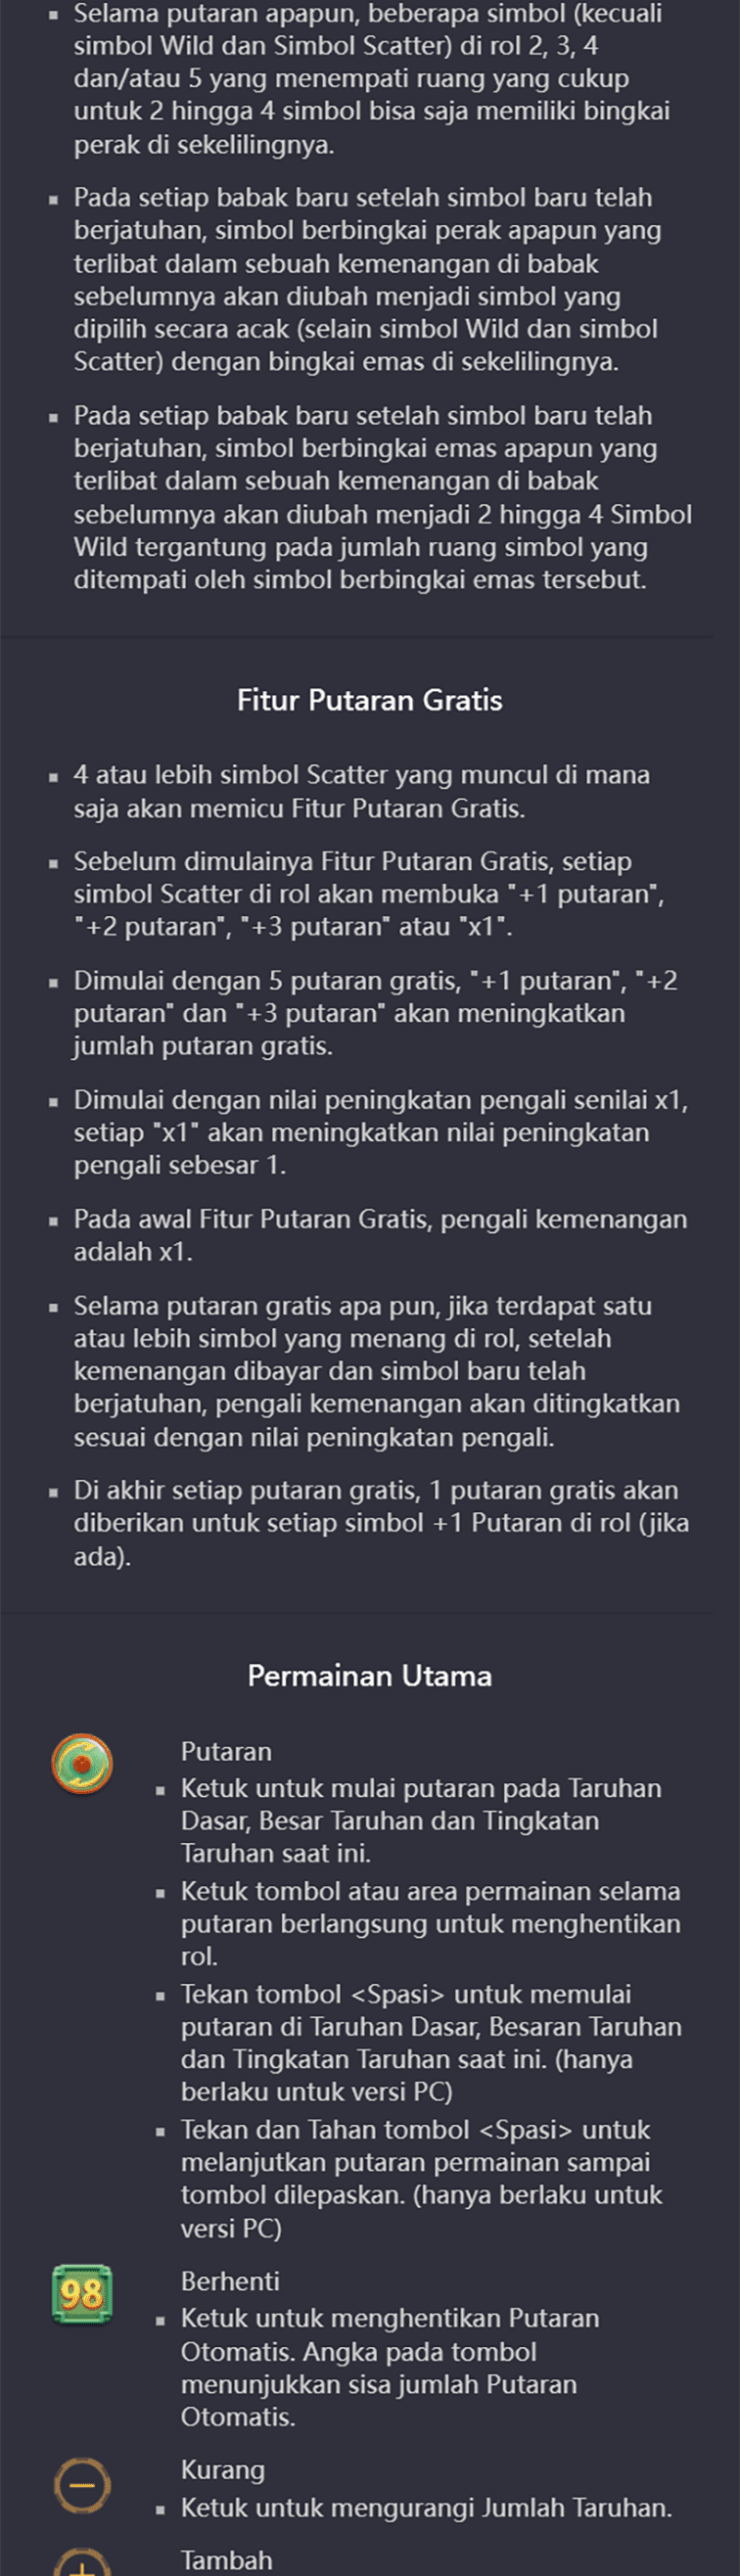 Selama putaran apapun, beberapa simbol (kecuali
simbol Wild dan Simbol Scatter) di rol 2, 3, 4
dan/atau 5 yang menempati ruang yang cukup
untuk 2 hingga 4 simbol bisa saja memiliki bingkai
perak di sekelilingnya.
Pada setiap babak baru setelah simbol baru telah
berjatuhan, simbol berbingkai perak apapun yang
terlibat dalam sebuah kemenangan di babak
sebelumnya akan diubah menjadi simbol yang
dipilih secara acak (selain simbol Wild dan simbol
Scatter) dengan bingkai emas di sekelilingnya.
Pada setiap babak baru setelah simbol baru telah
berjatuhan, simbol berbingkai emas apapun yang
terlibat dalam sebuah kemenangan di babak
sebelumnya akan diubah menjadi 2 hingga 4 Simbol
Wild tergantung pada jumlah ruang simbol yang
ditempati oleh simbol berbingkai emas tersebut.
Fitur Putaran Gratis
4 atau lebih simbol Scatter yang muncul di mana
saja akan memicu Fitur Putaran Gratis.
Sebelum dimulainya Fitur Putaran Gratis, setiap
simbol Scatter di rol akan membuka "+1 putaran",
"+2 putaran", "+3 putaran" atau "x1".
Dimulai dengan 5 putaran gratis, "+1 putaran", "+2
putaran" dan "+3 putaran" akan meningkatkan
jumlah putaran gratis.
Dimulai dengan nilai peningkatan pengali senilai x1,
setiap "x1" akan meningkatkan nilai peningkatan
pengali sebesar 1.
Pada awal Fitur Putaran Gratis, pengali kemenangan
adalah x1.
Selama putaran gratis apa pun, jika terdapat satu
atau lebih simbol yang menang di rol, setelah
kemenangan dibayar dan simbol baru telah
berjatuhan, pengali kemenangan akan ditingkatkan
sesuai dengan nilai peningkatan pengali.
Di akhir setiap putaran gratis, 1 putaran gratis akan
diberikan untuk setiap simbol +1 Putaran di rol (jika
ada).
Permainan Utama
Putaran
Ketuk untuk mulai putaran pada Taruhan
Dasar, Besar Taruhan dan Tingkatan
Taruhan saat ini.
Ketuk tombol atau area permainan selama
putaran berlangsung untuk menghentikan
rol.
Tekan tombol <Spasi> untuk memulai
putaran di Taruhan Dasar, Besaran Taruhan
dan Tingkatan Taruhan saat ini. (hanya
berlaku untuk versi PC)
Tekan dan Tahan tombol <Spasi> untuk
melanjutkan putaran permainan sampai
tombol dilepaskan. (hanya berlaku untuk
versi PC)
98
Berhenti
Ketuk untuk menghentikan Putaran
Otomatis. Angka pada tombol
menunjukkan sisa jumlah Putaran
Otomatis.
Kurang
Ketuk untuk mengurangi Jumlah Taruhan.
Tambah